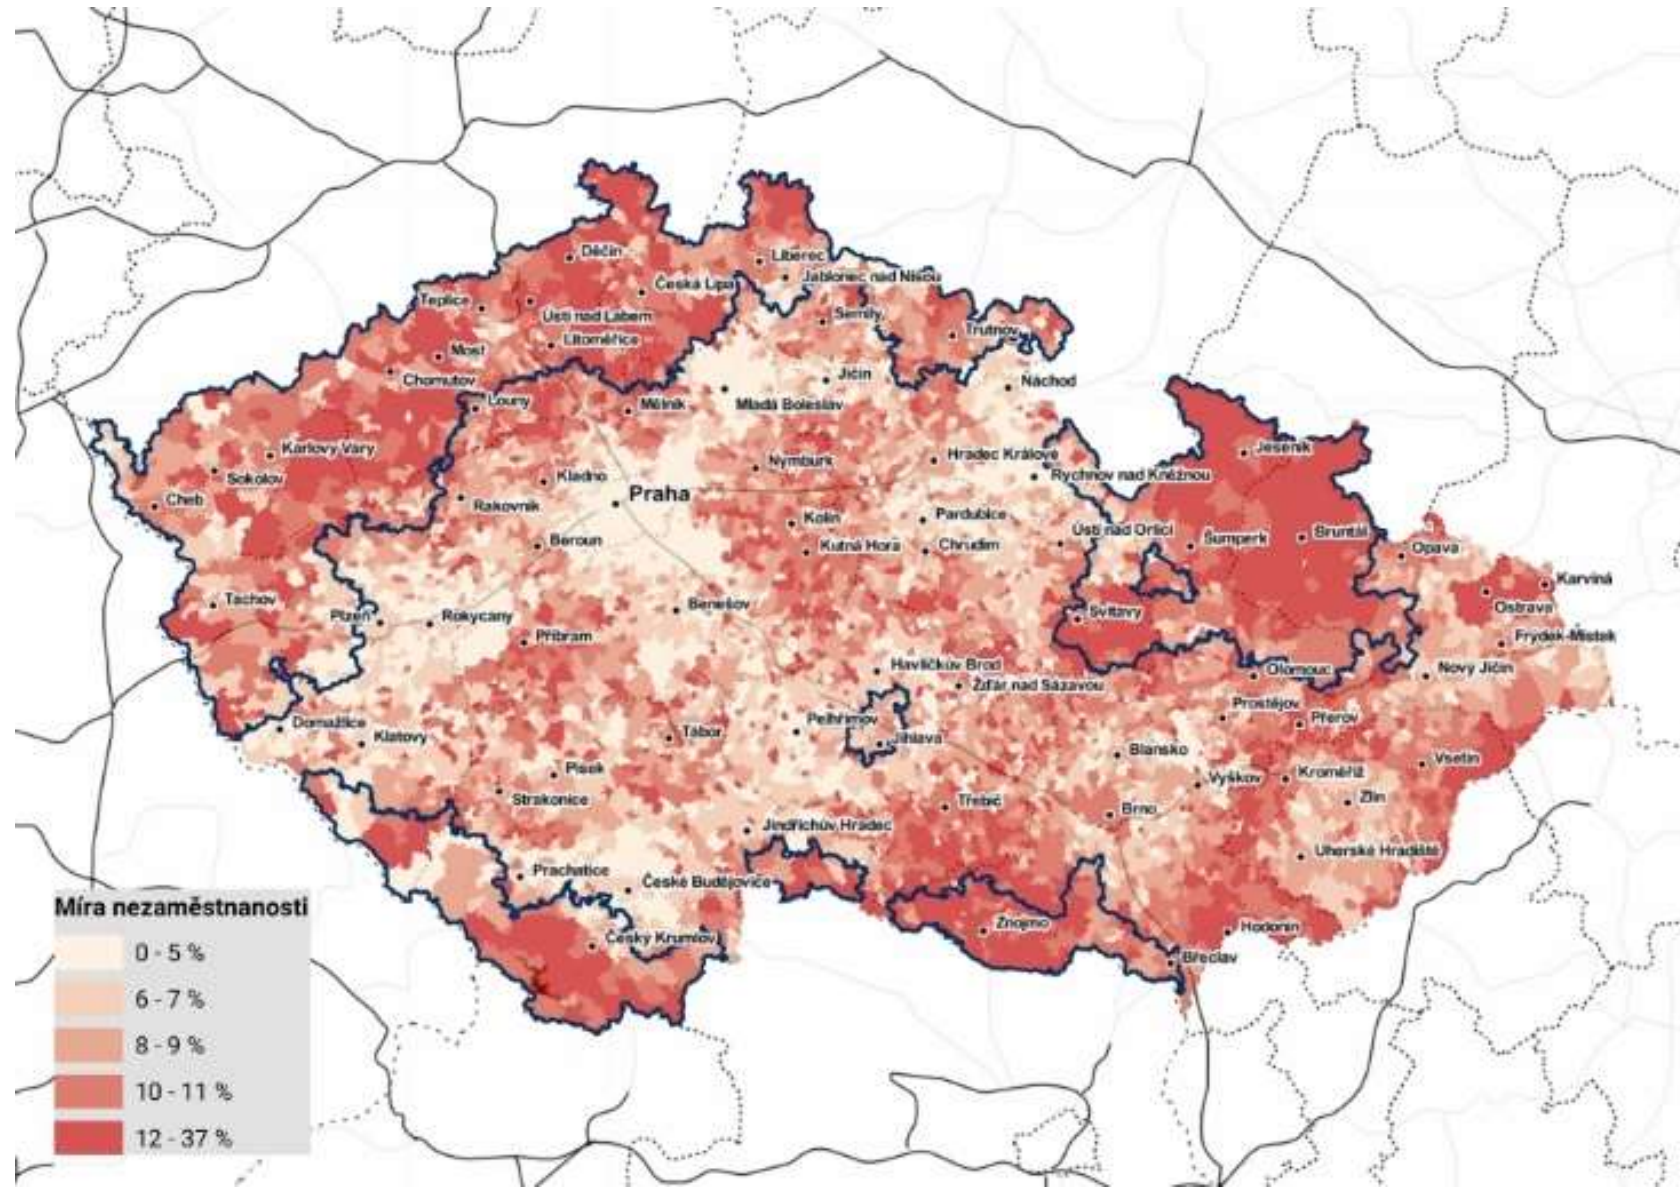 Děčín
Liberec
Jablonec nad Nisou
Česká Lípa
Teplice
Ústí nad Labem
Semily
Trutnov
Litoměřice
Most
Chomutov
Jičín
Náchod
Louny
Mělník
Mladá Boleslav
Karlovy Vary
Jeseník
Sokolov
Kladno
Nymburk
Hradec Králové
Rychnov nad Kněžnou
Cheb
Rakovník
Praha
Kolín
Pardubice
Beroun
Kutná Hora
Chrudim
Ústí nad Orlicí
Šumperk
Bruntál
Opava
Karviná
Tachov
Plzeň
Rokycany
Benešov
Svitavy
Ostrava
Příbram
Frýdek-Místek
Havlíčkův Brod
Žďár nad Sázavou
Olomouc
Nový Jičín
Prostějov
Přerov
Domažlice
Klatovy
Tábor
Pelhřimov
Jihlava
Blansko
Vsetín
Písek
Vyškov
Kroměříž
Strakonice
Třebíč
Brno
Zlín
Jindřichův Hradec
Uherské Hradiště
Prachatice
České Budějovice
Český Krumlov
Znojmo
Hodonín
Břeclav
Míra nezaměstnanosti
0 - 5 %
6 - 7 %
8 - 9 %
10 - 11 %
12 - 37 %